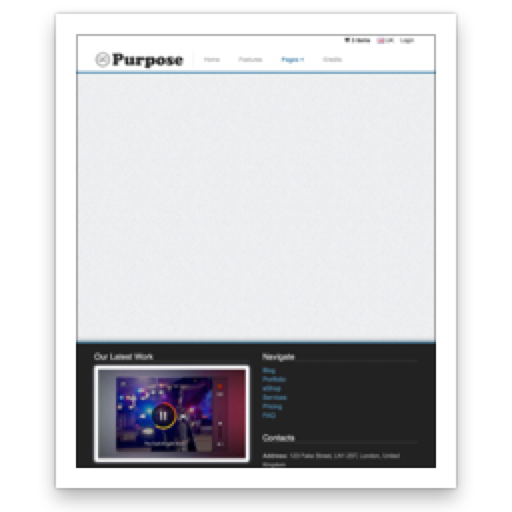 3 items UK Login
Purpose Home Features Pages Credits
Our Latest Work
Navigate
Blog
Portfolio
eShop
Services
Pricing
FAQ
Contacts
Address: 123 Fake Street, LN1 2ST, London, United
Kingdom